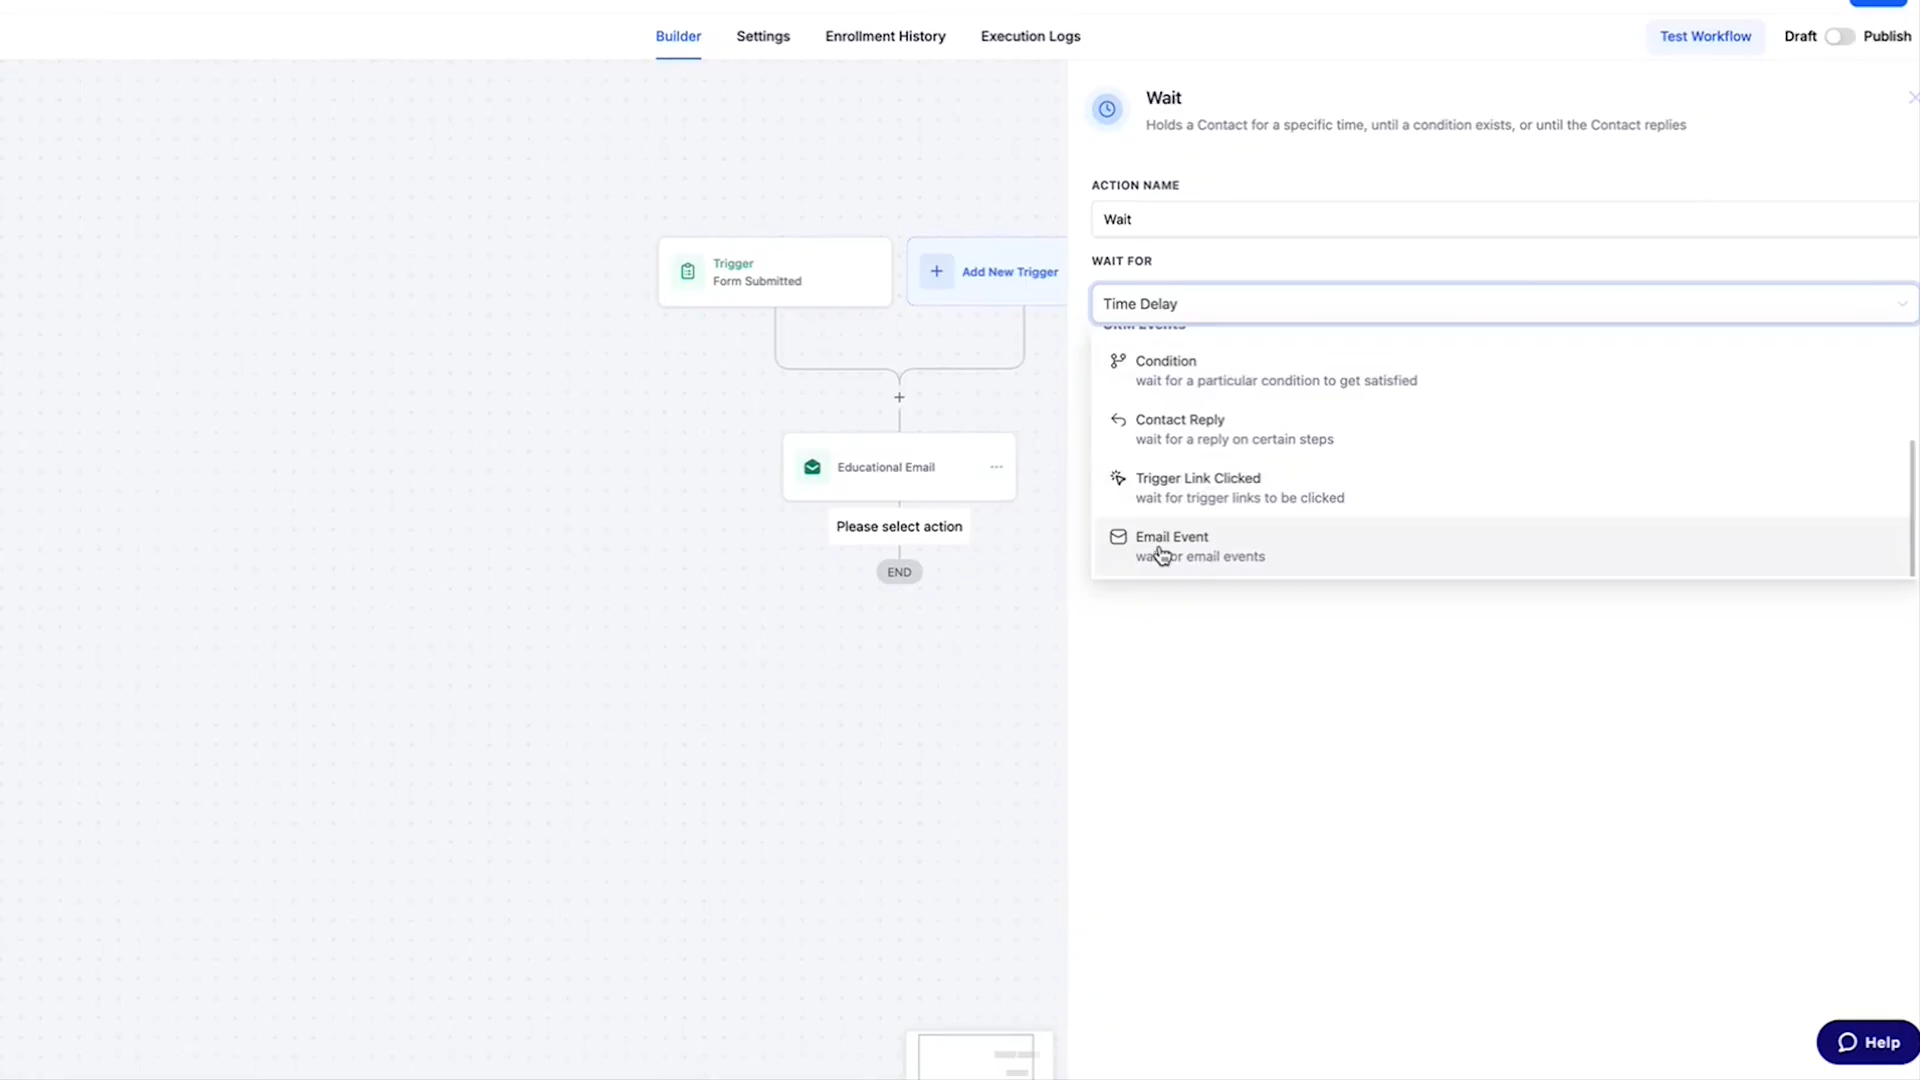 Builder
Settings
Enrollment History
Execution Logs
Test Workflow
Draft
Publish
Wait
Holds a Contact for a specific time, until a condition exists, or until the Contact replies
ACTION NAME
Wait
WAIT FOR
Time Delay
Condition
wait for a particular condition to get satisfied
Contact Reply
wait for a reply on certain steps
Trigger Link Clicked
wait for trigger links to be clicked
Email Event
email events
Trigger
Form Submitted
Add New Trigger
Educational Email
Please select action
END
Help